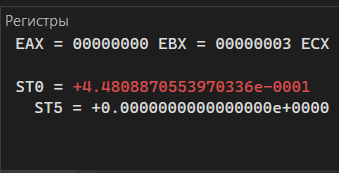 Регистры
EAX = 00000000 EBX = 00000003 ECX
ST0 = +4.4808870553970336e-0001
ST5 = +0.0000000000000000e+0000